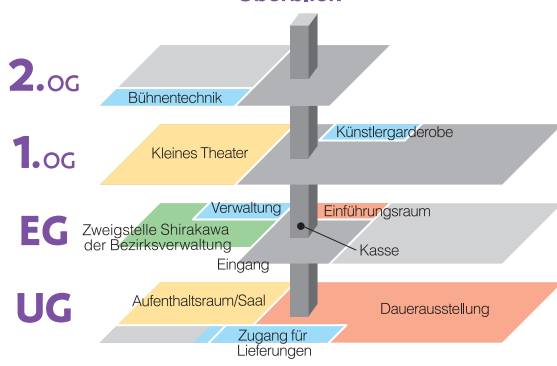 Überblick
2.OG
Bühnentechnik
1.OG
Kleines Theater
Künstlergarderobe
EG
Verwaltung
Einführungsraum
Zweigstelle Shirakawa
der Bezirksverwaltung
Kasse
Eingang
UG
Aufenthaltsraum/Saal
Dauerausstellung
Zugang für
Lieferungen